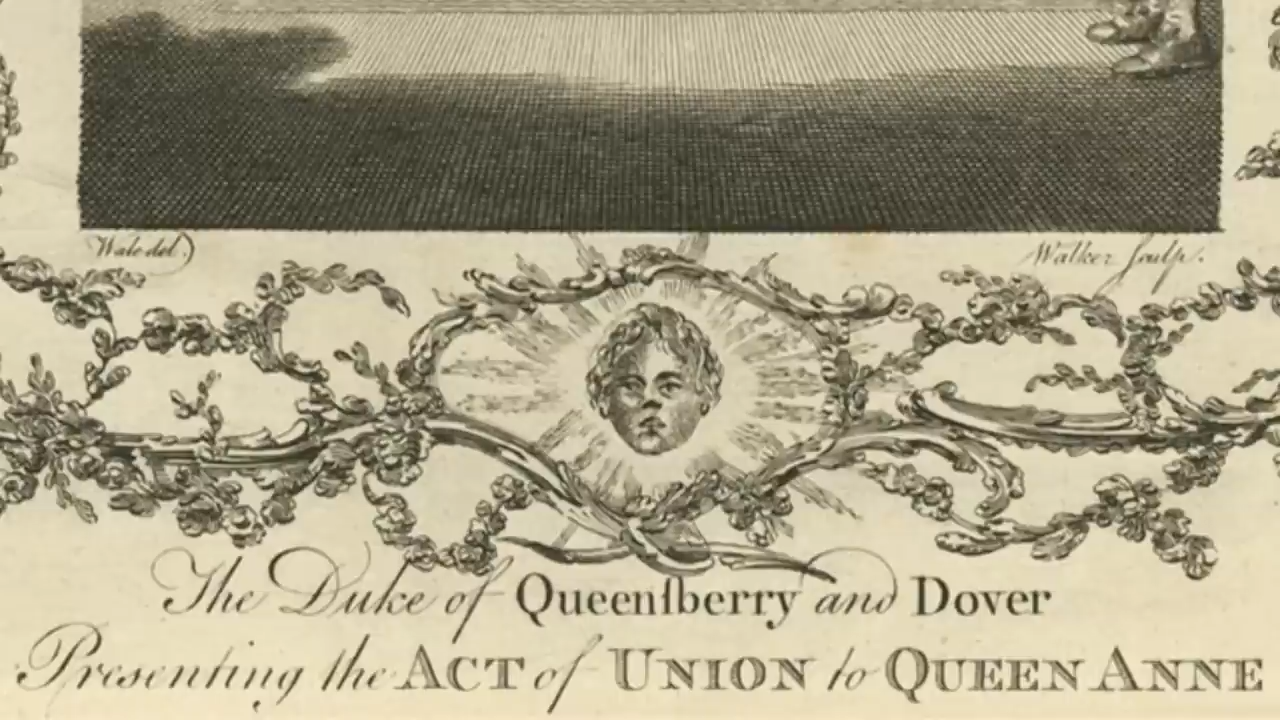 Wale del.
Walker sculp.
The Duke of Queenſberry and Dover
Presenting the ACT of UNION to QUEEN ANNE